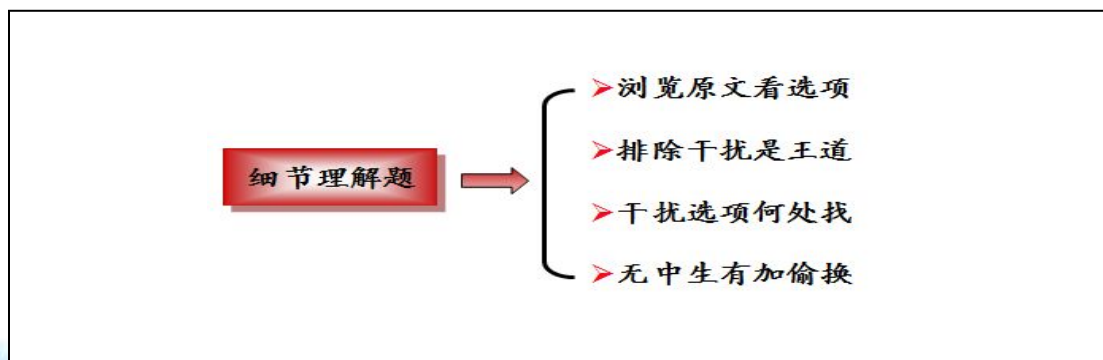 细节理解题
浏览原文看选项
排除干扰是王道
干扰选项何处找
无中生有加偷换